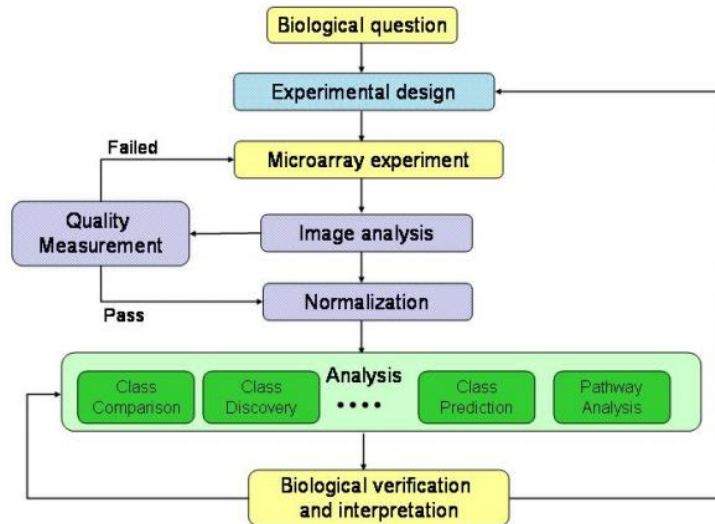 Biological question
Experimental design
Failed
Microarray experiment
Quality
Measurement
Image analysis
Normalization
Pass
Analysis
Class
Comparison
Class
Discovery
Class
Prediction
Pathway
Analysis
Biological verification
and interpretation